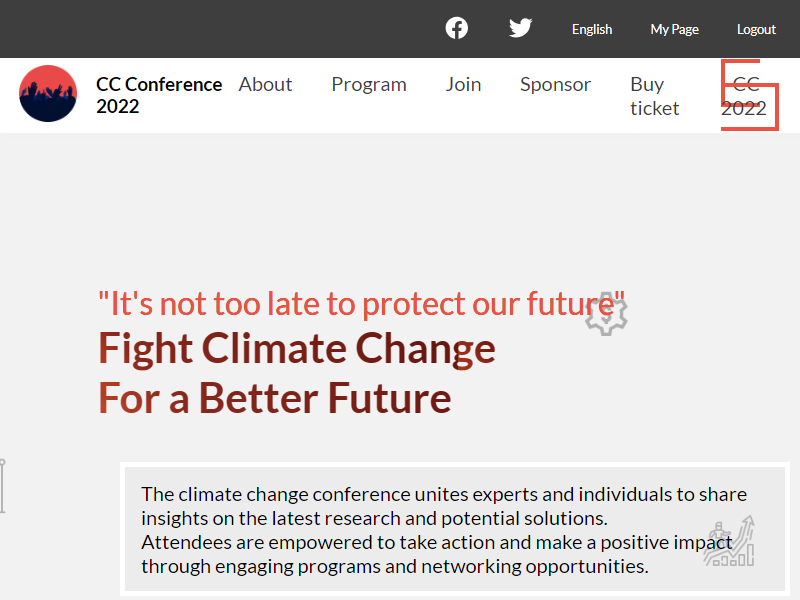 English My Page Logout
CC Conference
2022
About Program Join Sponsor Buy
ticket
CC
2022
"It's not too late to protect our future"
Fight Climate Change
For a Better Future
The climate change conference unites experts and individuals to share
insights on the latest research and potential solutions.
Attendees are empowered to take action and make a positive impact
through engaging programs and networking opportunities.